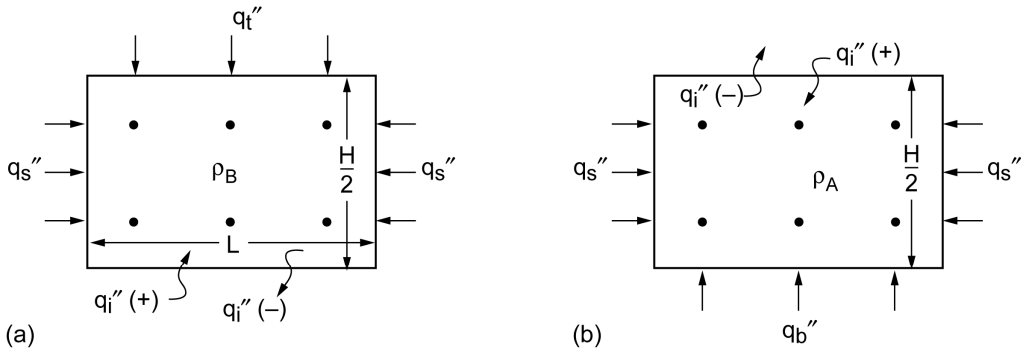 qt″
qs″
ρB
H/2
qs″
L
qi″ (+)
qi″ (–)
(a)
qi″ (+)
qi″ (–)
qs″
ρA
H/2
qs″
qb″
(b)